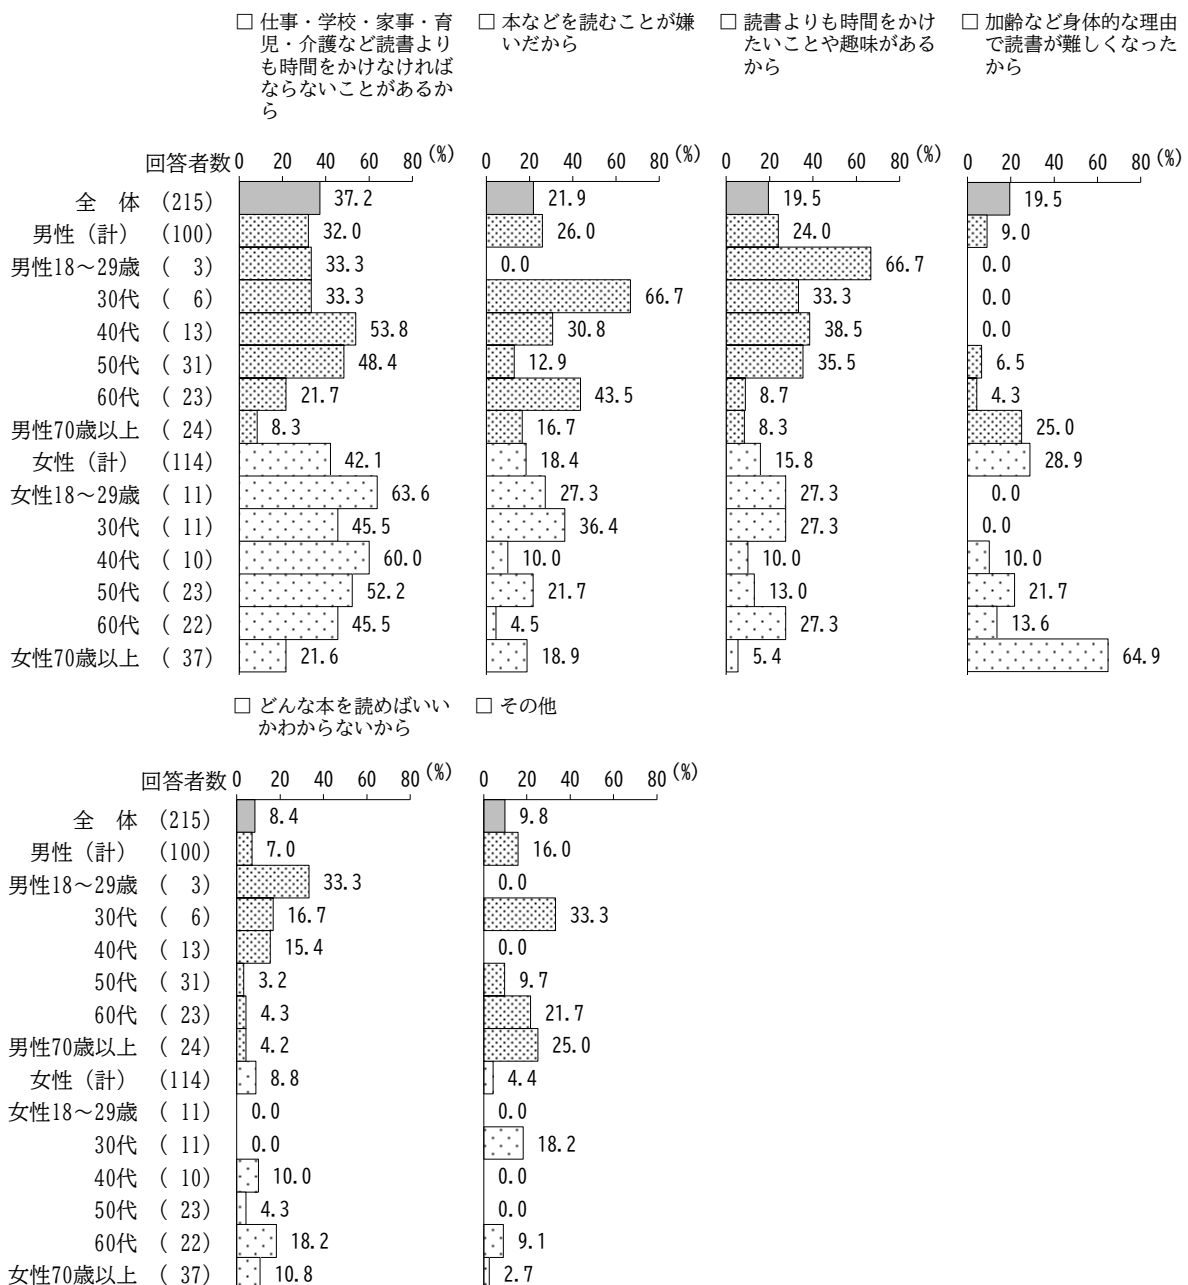 □ 仕事・学校・家事・育
児・介護など読書より
も時間をかけなければ
ならないことがあるか
ら
□ 本などを読むことが嫌
いだから
□ 読書よりも時間をかけ
たいことや趣味がある
から
□ 加齢など身体的な理由
で読書が難しくなった
から
回答者数 0 20 40 60 80 (%) 0 20 40 60 80 (%) 0 20 40 60 80 (%) 0 20 40 60 80 (%)
全 体 (215) 37.2 21.9 19.5 19.5
男性(計) (100) 32.0 26.0 24.0 9.0
男性18～29歳 ( 3) 33.3 0.0 66.7 0.0
30代 ( 6) 33.3 66.7 33.3 0.0
40代 ( 13) 53.8 30.8 38.5 0.0
50代 ( 31) 48.4 12.9 35.5 6.5
60代 ( 23) 21.7 43.5 8.7 4.3
男性70歳以上 ( 24) 8.3 16.7 8.3 25.0
女性(計) (114) 42.1 18.4 15.8 28.9
女性18～29歳 ( 11) 63.6 27.3 27.3 0.0
30代 ( 11) 45.5 36.4 27.3 0.0
40代 ( 10) 60.0 10.0 10.0 10.0
50代 ( 23) 52.2 21.7 13.0 21.7
60代 ( 22) 45.5 4.5 27.3 13.6
女性70歳以上 ( 37) 21.6 18.9 5.4 64.9
□ どんな本を読めばいい
かわからないから
□ その他
回答者数 0 20 40 60 80 (%) 0 20 40 60 80 (%)
全 体 (215) 8.4 9.8
男性(計) (100) 7.0 16.0
男性18～29歳 ( 3) 33.3 0.0
30代 ( 6) 16.7 33.3
40代 ( 13) 15.4 0.0
50代 ( 31) 3.2 9.7
60代 ( 23) 4.3 21.7
男性70歳以上 ( 24) 4.2 25.0
女性(計) (114) 8.8 4.4
女性18～29歳 ( 11) 0.0 0.0
30代 ( 11) 0.0 18.2
40代 ( 10) 10.0 0.0
50代 ( 23) 4.3 0.0
60代 ( 22) 18.2 9.1
女性70歳以上 ( 37) 10.8 2.7